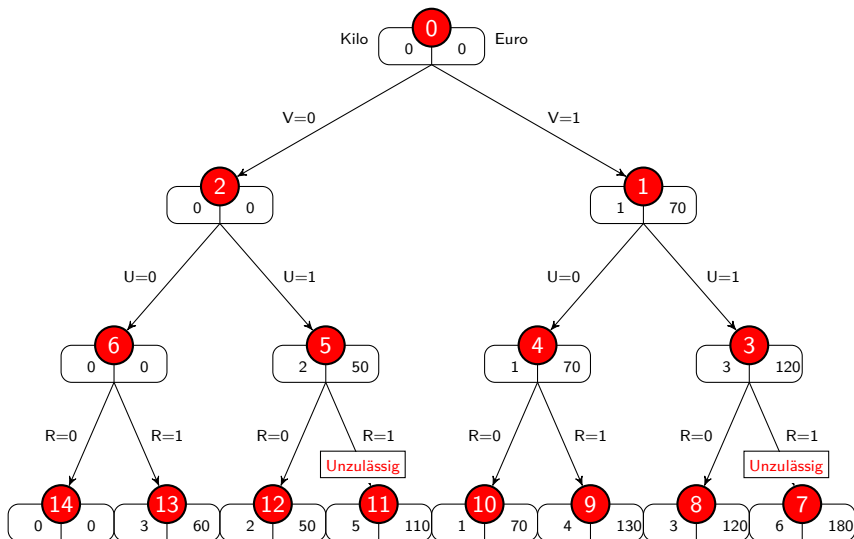 0
Kilo 0 0 Euro
V=0 V=1
2 1
0 0 1 70
U=0 U=1 U=0 U=1
6 5 4 3
0 0 2 50 1 70 3 120
R=0 R=1 R=0 R=1 R=0 R=1 R=0 R=1
Unzulässig Unzulässig
14 13 12 11 10 9 8 7
0 0 3 60 2 50 5 110 1 70 4 130 3 120 6 180